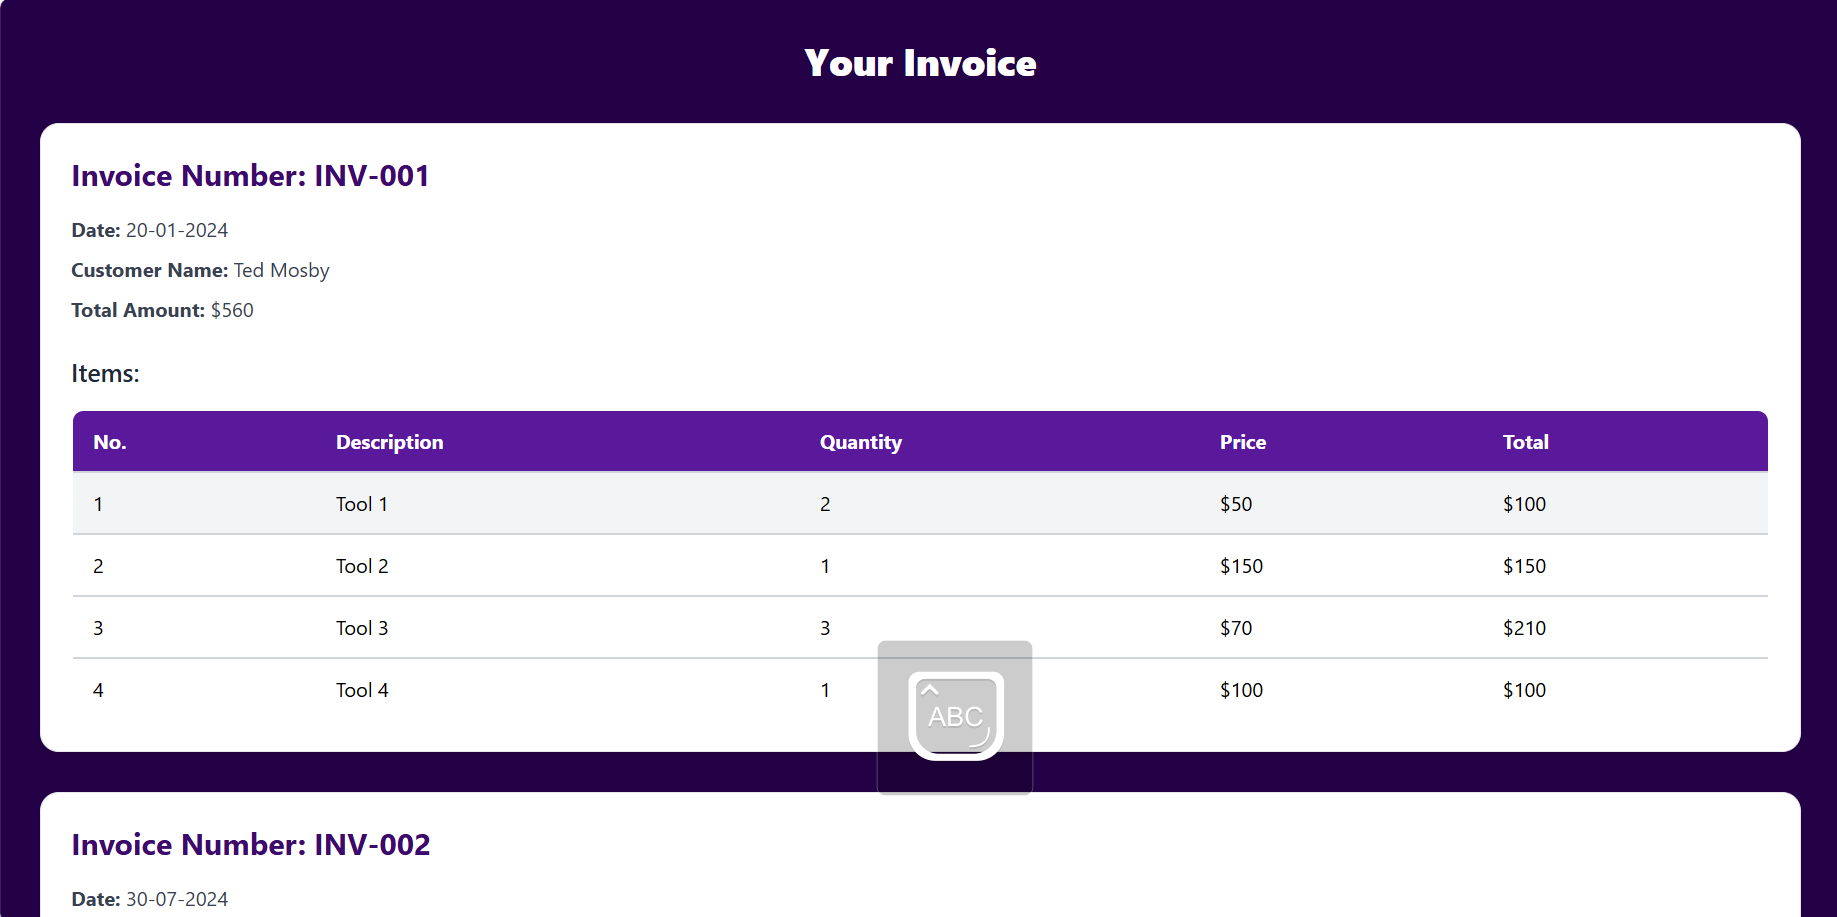 Your Invoice
Invoice Number: INV-001
Date: 20-01-2024
Customer Name: Ted Mosby
Total Amount: $560
Items:
No. Description Quantity Price Total
1 Tool 1 2 $50 $100
2 Tool 2 1 $150 $150
3 Tool 3 3 $70 $210
4 Tool 4 1 $100 $100
ABC
Invoice Number: INV-002
Date: 30-07-2024